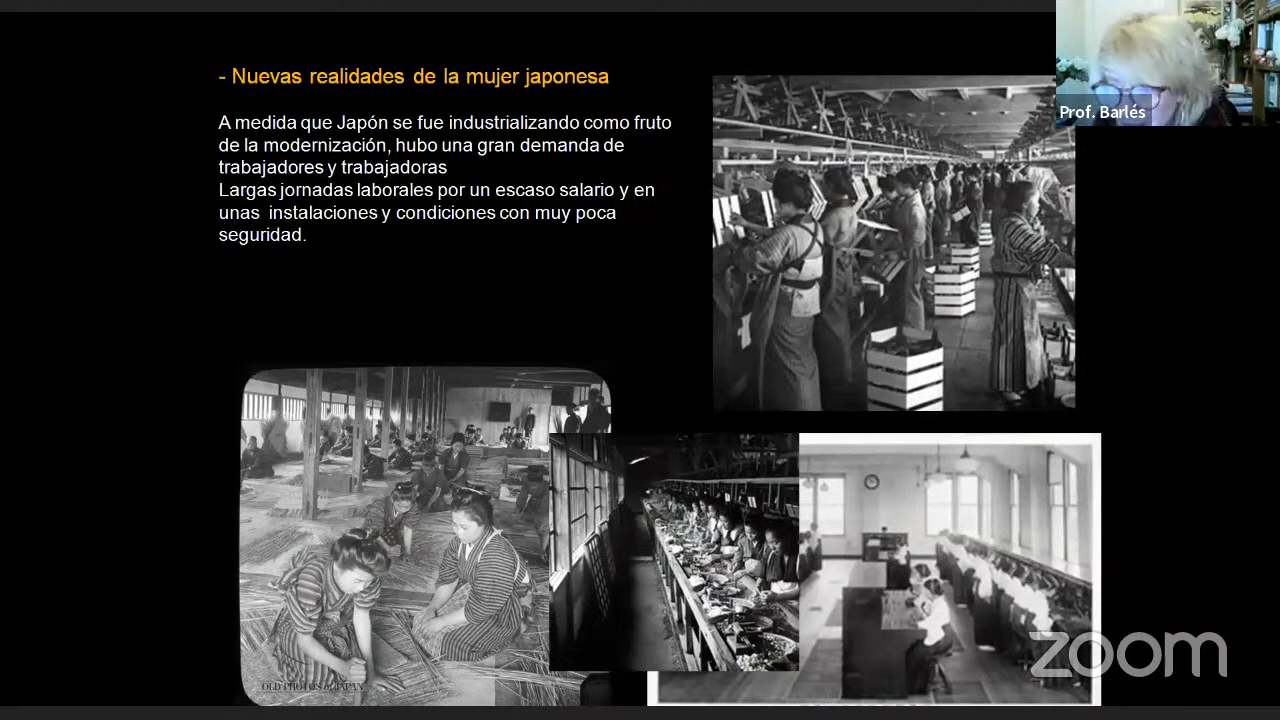 - Nuevas realidades de la mujer japonesa
A medida que Japón se fue industrializando como fruto
de la modernización, hubo una gran demanda de
trabajadores y trabajadoras
Largas jornadas laborales por un escaso salario y en
unas instalaciones y condiciones con muy poca
seguridad.
Prof. Barlés
OLD PHOTOS of JAPAN
zoom